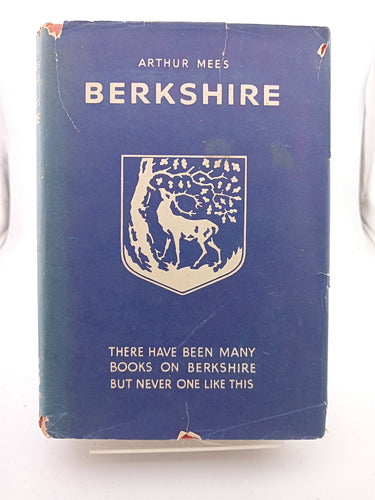 ARTHUR MEE'S
BERKSHIRE
THERE HAVE BEEN MANY
BOOKS ON BERKSHIRE
BUT NEVER ONE LIKE THIS